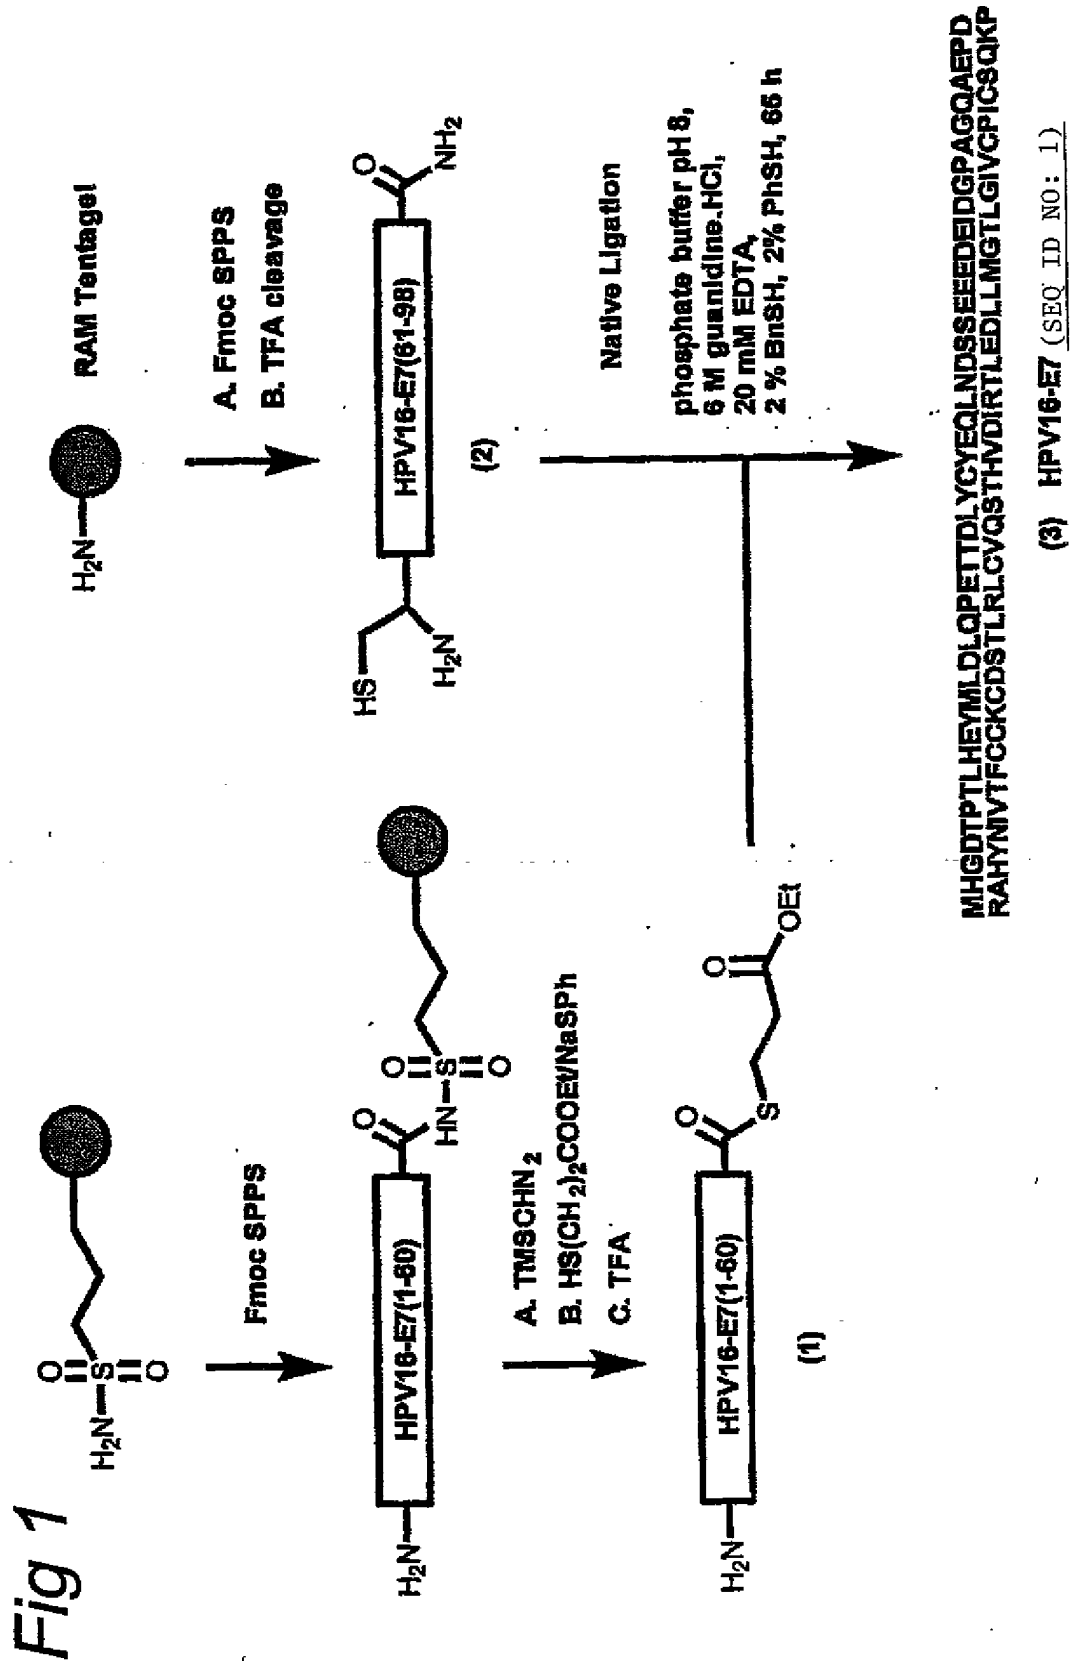 Fig 1
H₂N
S
O
O
Fmoc SPPS
H₂N
HPV16-E7(1-60)
O
HN
S
O
O
A. TMSCHN₂
B. HS(CH₂)₂COOEt/NaSPh
C. TFA
H₂N
HPV16-E7(1-60)
O
S
O
OEt
(1)
H₂N
RAM Tentagel
A. Fmoc SPPS
B. TFA cleavage
HS
H₂N
HPV16-E7(61-98)
O
NH₂
(2)
Native Ligation
phosphate buffer pH 8,
6 M guanidine.HCl,
20 mM EDTA,
2 % BnSH, 2% PhSH, 65 h
MHGDTPTLHEYMLDLQPETTDLYCYEQLNDSSEEEDEIDGPAGQAEPD
RAHYNIVTFCCKCDSTLRLCVQSTHVDIRTLEDLLMGTLGIVCPICSQKP
(3) HPV16-E7 (SEQ ID NO: 1)